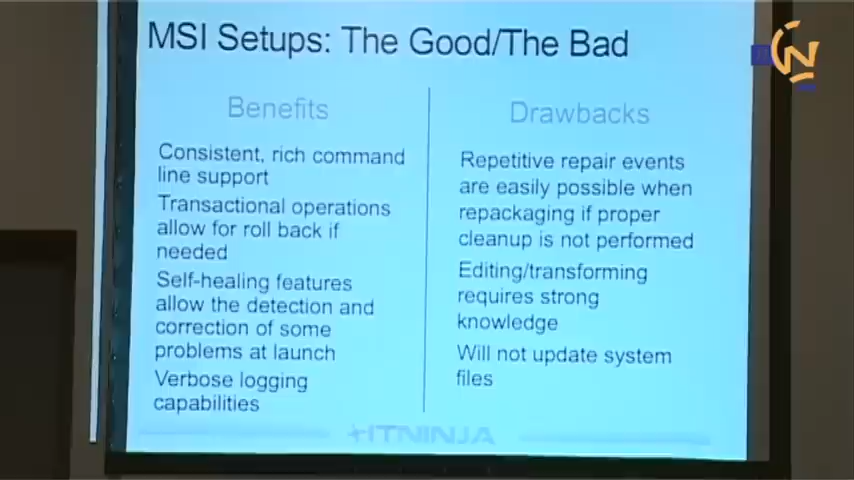 MSI Setups: The Good/The Bad
Benefits
Consistent, rich command
line support
Transactional operations
allow for roll back if
needed
Self-healing features
allow the detection and
correction of some
problems at launch
Verbose logging
capabilities
Drawbacks
Repetitive repair events
are easily possible when
repackaging if proper
cleanup is not performed
Editing/transforming
requires strong
knowledge
Will not update system
files
ITNINJA